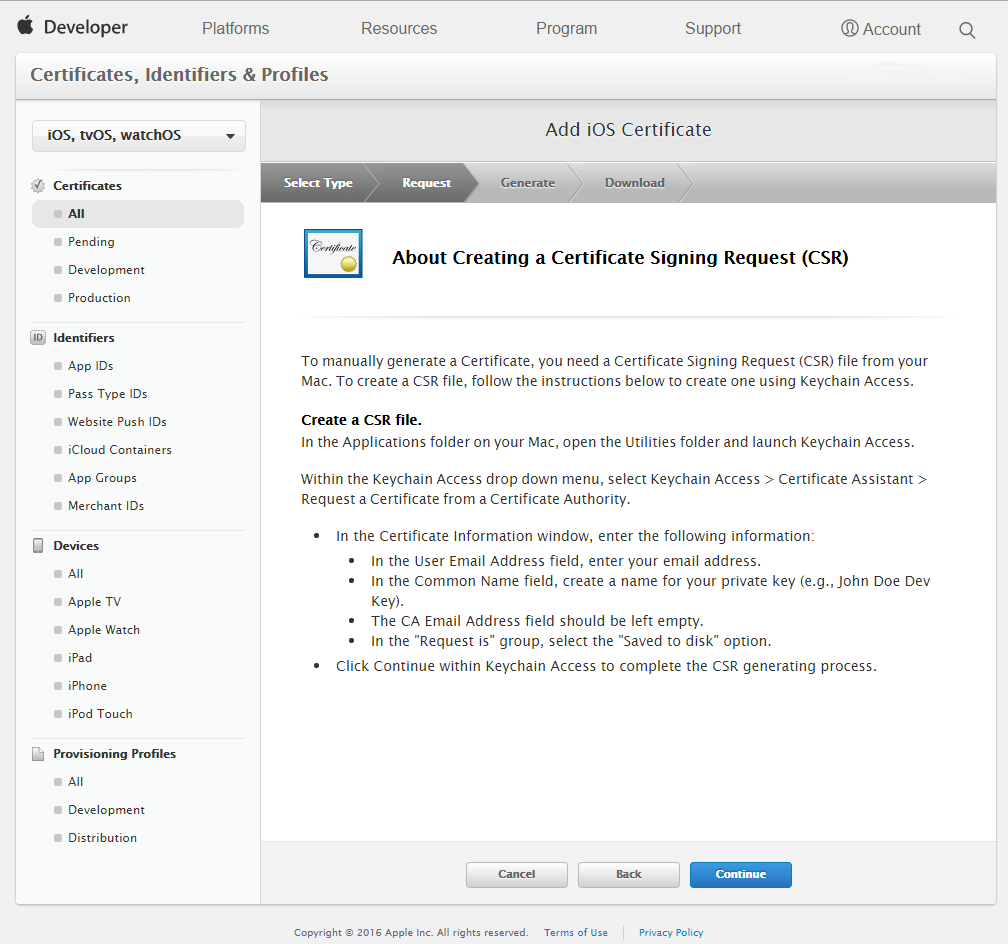 Developer
Platforms
Resources
Program
Support
Account
Certificates, Identifiers & Profiles
iOS, tvOS, watchOS
Certificates
All
Pending
Development
Production
ID
Identifiers
App IDs
Pass Type IDs
Website Push IDs
iCloud Containers
App Groups
Merchant IDs
Devices
All
Apple TV
Apple Watch
iPad
iPhone
iPod Touch
Provisioning Profiles
All
Development
Distribution
Add iOS Certificate
Select Type
Request
Generate
Download
Certificate
About Creating a Certificate Signing Request (CSR)
To manually generate a Certificate, you need a Certificate Signing Request (CSR) file from your
Mac. To create a CSR file, follow the instructions below to create one using Keychain Access.
Create a CSR file.
In the Applications folder on your Mac, open the Utilities folder and launch Keychain Access.
Within the Keychain Access drop down menu, select Keychain Access > Certificate Assistant >
Request a Certificate from a Certificate Authority.
In the Certificate Information window, enter the following information:
In the User Email Address field, enter your email address.
In the Common Name field, create a name for your private key (e.g., John Doe Dev
Key).
The CA Email Address field should be left empty.
In the "Request is" group, select the "Saved to disk" option.
Click Continue within Keychain Access to complete the CSR generating process.
Cancel
Back
Continue
Copyright © 2016 Apple Inc. All rights reserved.
Terms of Use
Privacy Policy